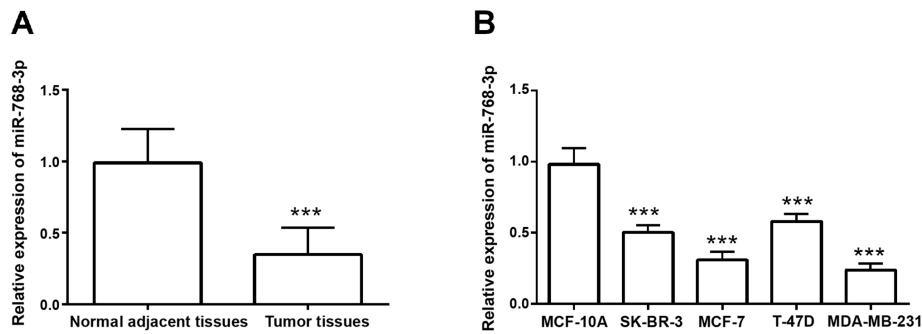 A
Relative expression of miR-768-3p
1.5
1.0
0.5
0.0
***
Normal adjacent tissues
Tumor tissues
B
Relative expression of miR-768-3p
1.5
1.0
0.5
0.0
***
***
***
***
MCF-10A
SK-BR-3
MCF-7
T-47D
MDA-MB-231